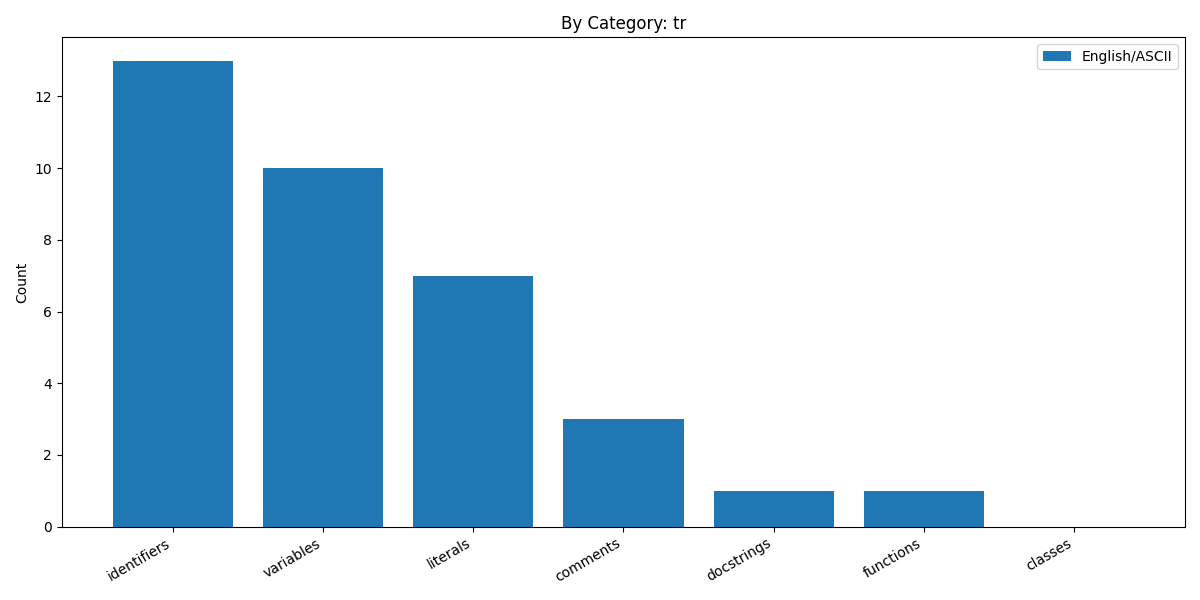 By Category: tr
English/ASCII
Count
12
10
8
6
4
2
0
identifiers
variables
literals
comments
docstrings
functions
classes